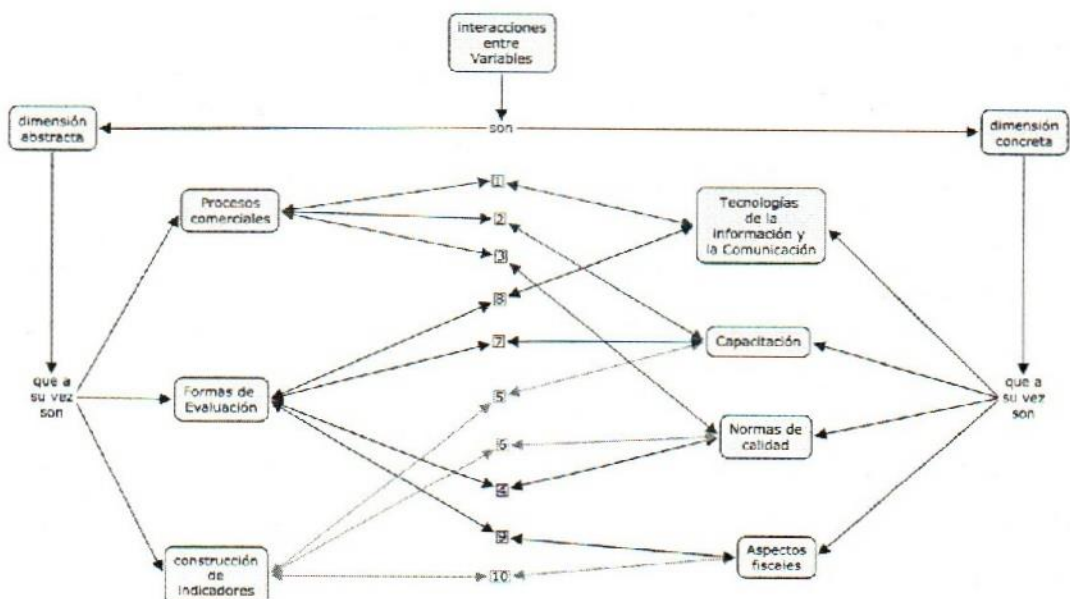 interacciones
entre
Variables
dimensión
abstracta
son
dimensión
concreta
Procesos
comerciales
1
2
3
8
7
5
6
4
9
10
Tecnologías
de la
Información y
la Comunicación
Capacitación
que a
su vez
son
Formas de
Evaluación
Normas de
calidad
que a
su vez
son
construcción
de
indicadores
Aspectos
fiscales